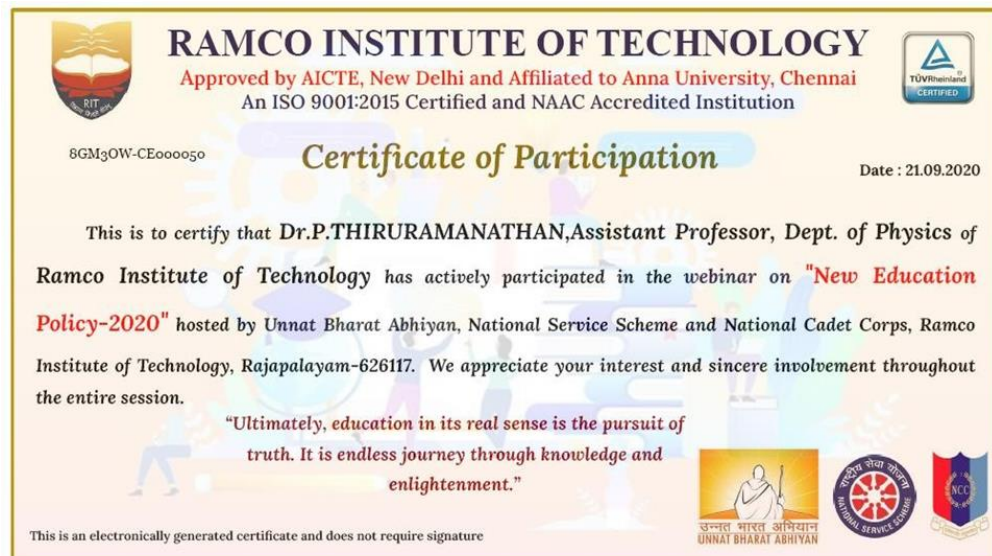 RAMCO INSTITUTE OF TECHNOLOGY
Approved by AICTE, New Delhi and Affiliated to Anna University, Chennai
An ISO 9001:2015 Certified and NAAC Accredited Institution
RIT
TÜVRheinland
CERTIFIED
8GM3OW-CE000050
Certificate of Participation
Date : 21.09.2020
This is to certify that Dr.P.THIRURAMANATHAN,Assistant Professor, Dept. of Physics of
Ramco Institute of Technology has actively participated in the webinar on "New Education
Policy-2020" hosted by Unnat Bharat Abhiyan, National Service Scheme and National Cadet Corps, Ramco
Institute of Technology, Rajapalayam-626117. We appreciate your interest and sincere involvement throughout
the entire session.
“Ultimately, education in its real sense is the pursuit of
truth. It is endless journey through knowledge and
enlightenment.”
उन्नत भारत अभियान
UNNAT BHARAT ABHIYAN
राष्ट्रीय सेवा योजना
NATIONAL SERVICE SCHEME
NCC
This is an electronically generated certificate and does not require signature